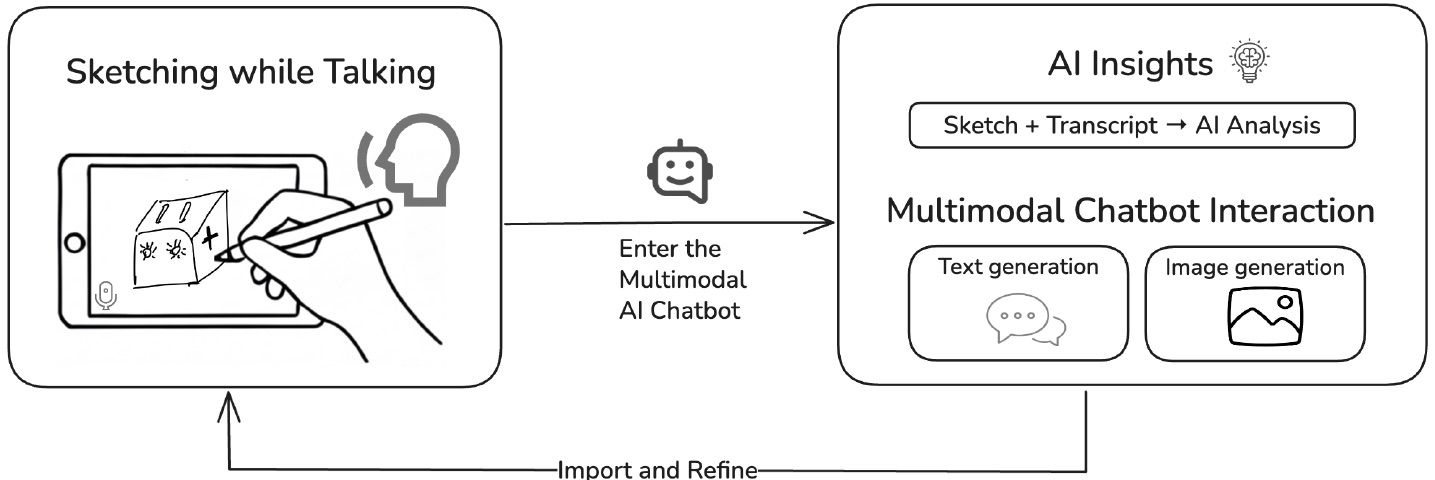 Sketching while Talking
Enter the
Multimodal
AI Chatbot
AI Insights
Sketch + Transcript → AI Analysis
Multimodal Chatbot Interaction
Text generation
Image generation
Import and Refine